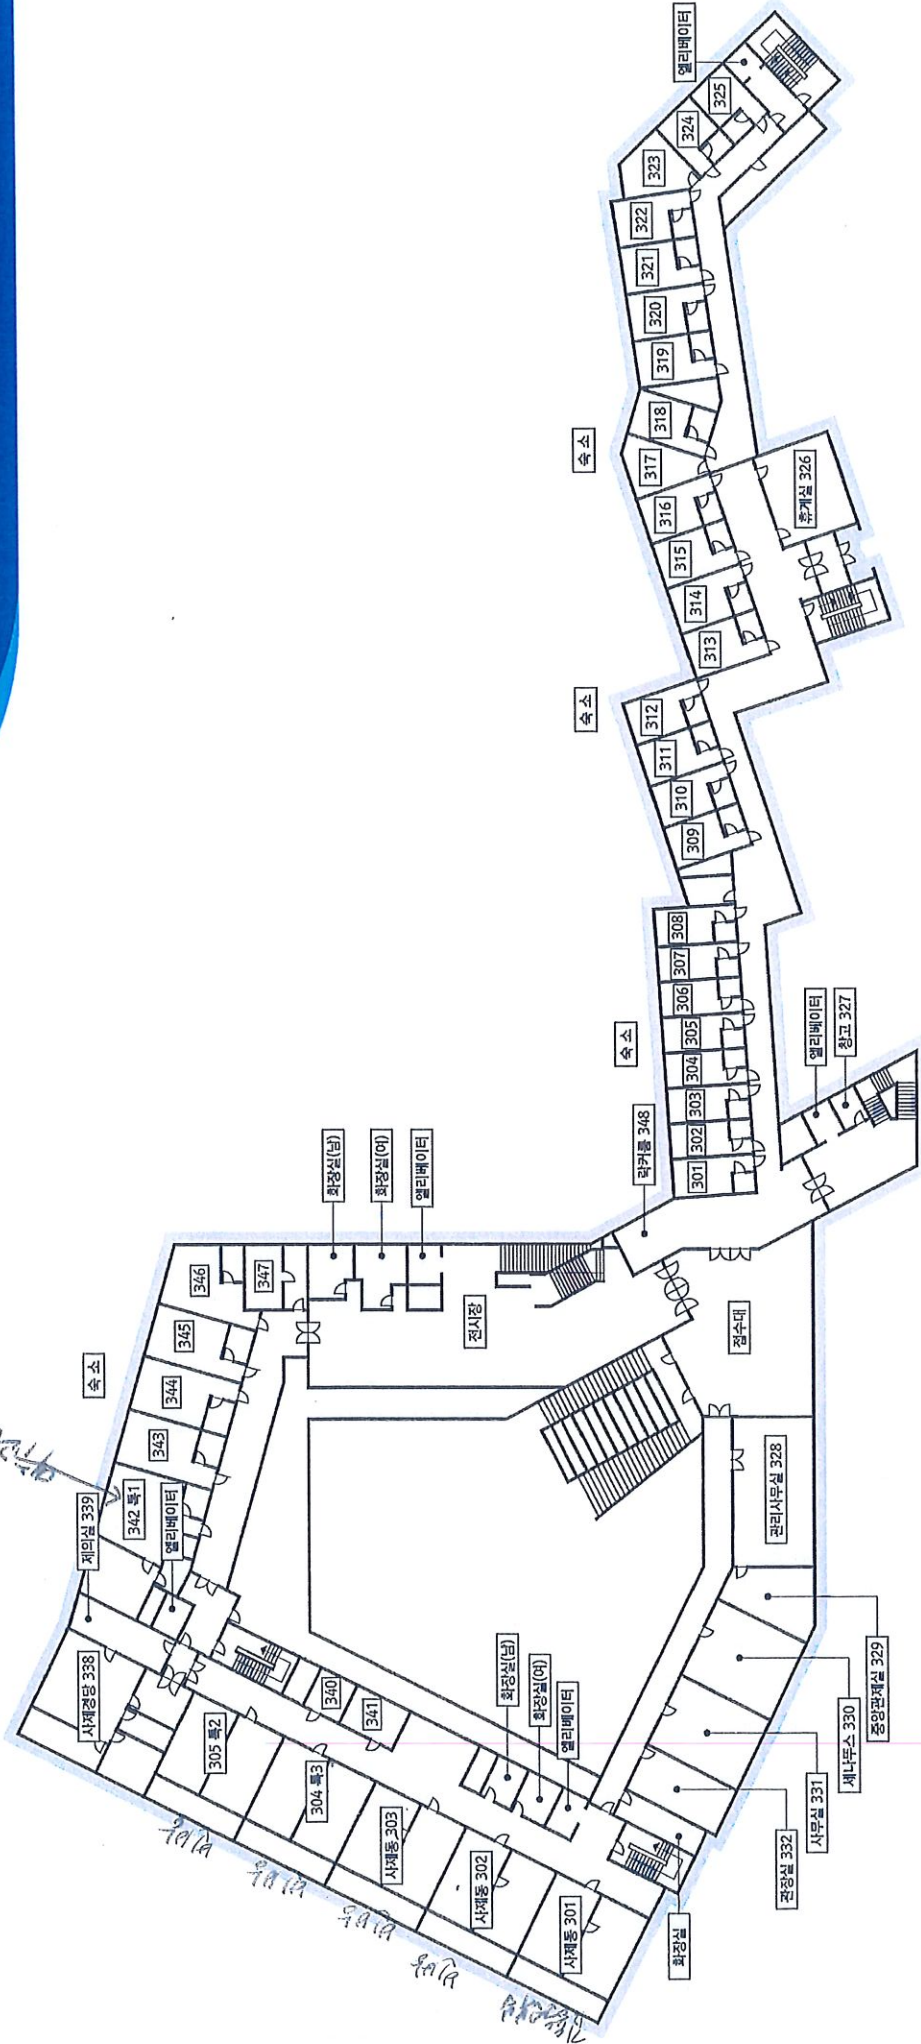 엘리베이터
325
324
323
322
321
320
319
318
317
숙소
316
315
314
313
휴게실 326
숙소
312
311
310
309
308
307
306
305
304
303
302
301
숙소
엘리베이터
창고 327
락커룸 348
화장실(남)
화장실(여)
엘리베이터
전시장
접수대
346
347
345
344
343
숙소
342 특1
제의실 339
엘리베이터
사제경당 338
340
341
305 특2
304 특3
사제동 303
사제동 302
사제동 301
화장실(남)
화장실(여)
엘리베이터
관리사무실 328
중앙관제실 329
세나뚜스 330
사무실 331
관장실 332
화장실